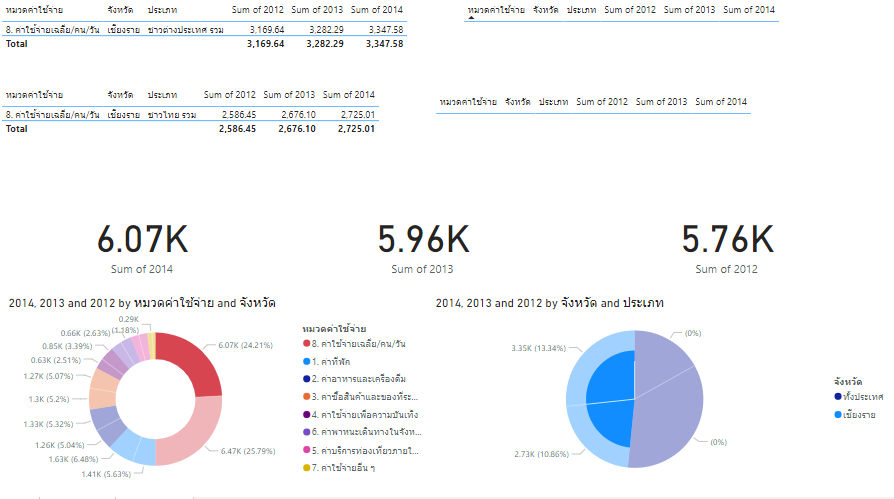 หมวดค่าใช้จ่าย จังหวัด ประเภท Sum of 2012 Sum of 2013 Sum of 2014
8. ค่าใช้จ่ายเฉลี่ย/คน/วัน เชียงราย ชาวต่างประเทศ รวม 3,169.64 3,282.29 3,347.58
Total 3,169.64 3,282.29 3,347.58
หมวดค่าใช้จ่าย จังหวัด ประเภท Sum of 2012 Sum of 2013 Sum of 2014
หมวดค่าใช้จ่าย จังหวัด ประเภท Sum of 2012 Sum of 2013 Sum of 2014
8. ค่าใช้จ่ายเฉลี่ย/คน/วัน เชียงราย ชาวไทย รวม 2,586.45 2,676.10 2,725.01
Total 2,586.45 2,676.10 2,725.01
หมวดค่าใช้จ่าย จังหวัด ประเภท Sum of 2012 Sum of 2013 Sum of 2014
6.07K
Sum of 2014
5.96K
Sum of 2013
5.76K
Sum of 2012
2014, 2013 and 2012 by หมวดค่าใช้จ่าย and จังหวัด
0.29K
(1.18%)
0.66K (2.63%)
0.85K (3.39%)
0.63K (2.51%)
1.27K (5.07%)
1.3K (5.2%)
1.33K (5.32%)
1.26K (5.04%)
1.63K (6.48%)
1.41K (5.63%)
6.07K (24.21%)
6.47K (25.79%)
หมวดค่าใช้จ่าย
8. ค่าใช้จ่ายเฉลี่ย/คน/วัน
1. ค่าที่พัก
2. ค่าอาหารและเครื่องดื่ม
3. ค่าซื้อสินค้าและของที่ระ...
4. ค่าใช้จ่ายเพื่อความบันเทิง
6. ค่าพาหนะเดินทางในจังห...
5. ค่าบริการท่องเที่ยวภายใ...
7. ค่าใช้จ่ายอื่น ๆ
2014, 2013 and 2012 by จังหวัด and ประเภท
(0%)
3.35K (13.34%)
2.73K (10.86%)
(0%)
จังหวัด
ทั้งประเทศ
เชียงราย